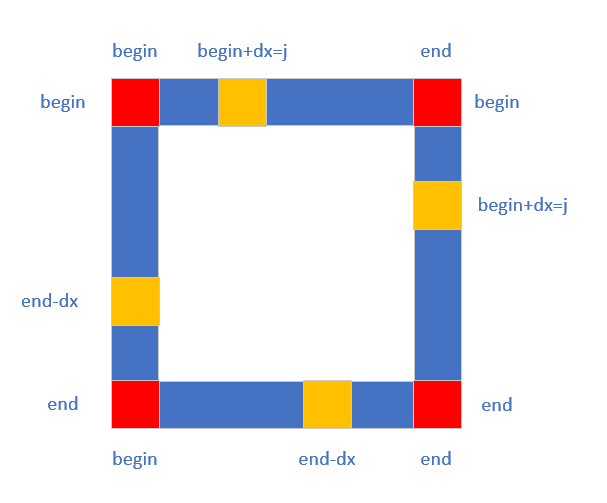 begin begin+dx=j end
begin begin
begin+dx=j
end-dx
end end
begin end-dx end